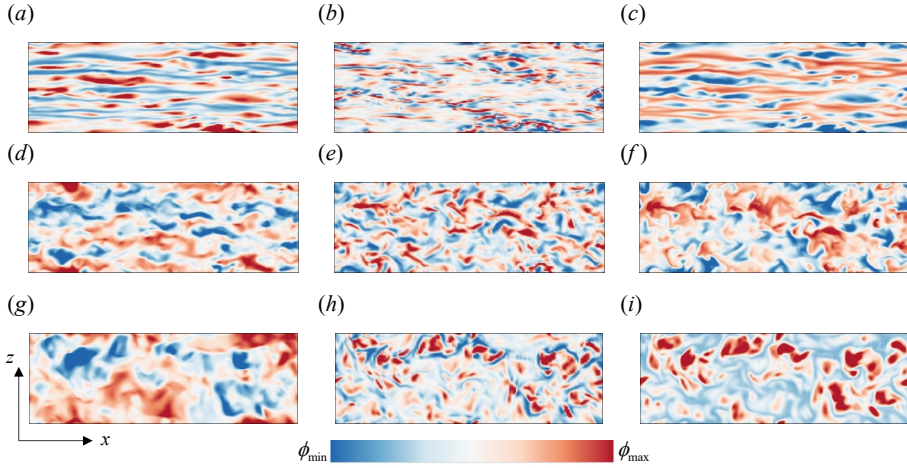 (a)
(b)
(c)
(d)
(e)
(f)
(g)
(h)
(i)
z
x
ϕmin
ϕmax